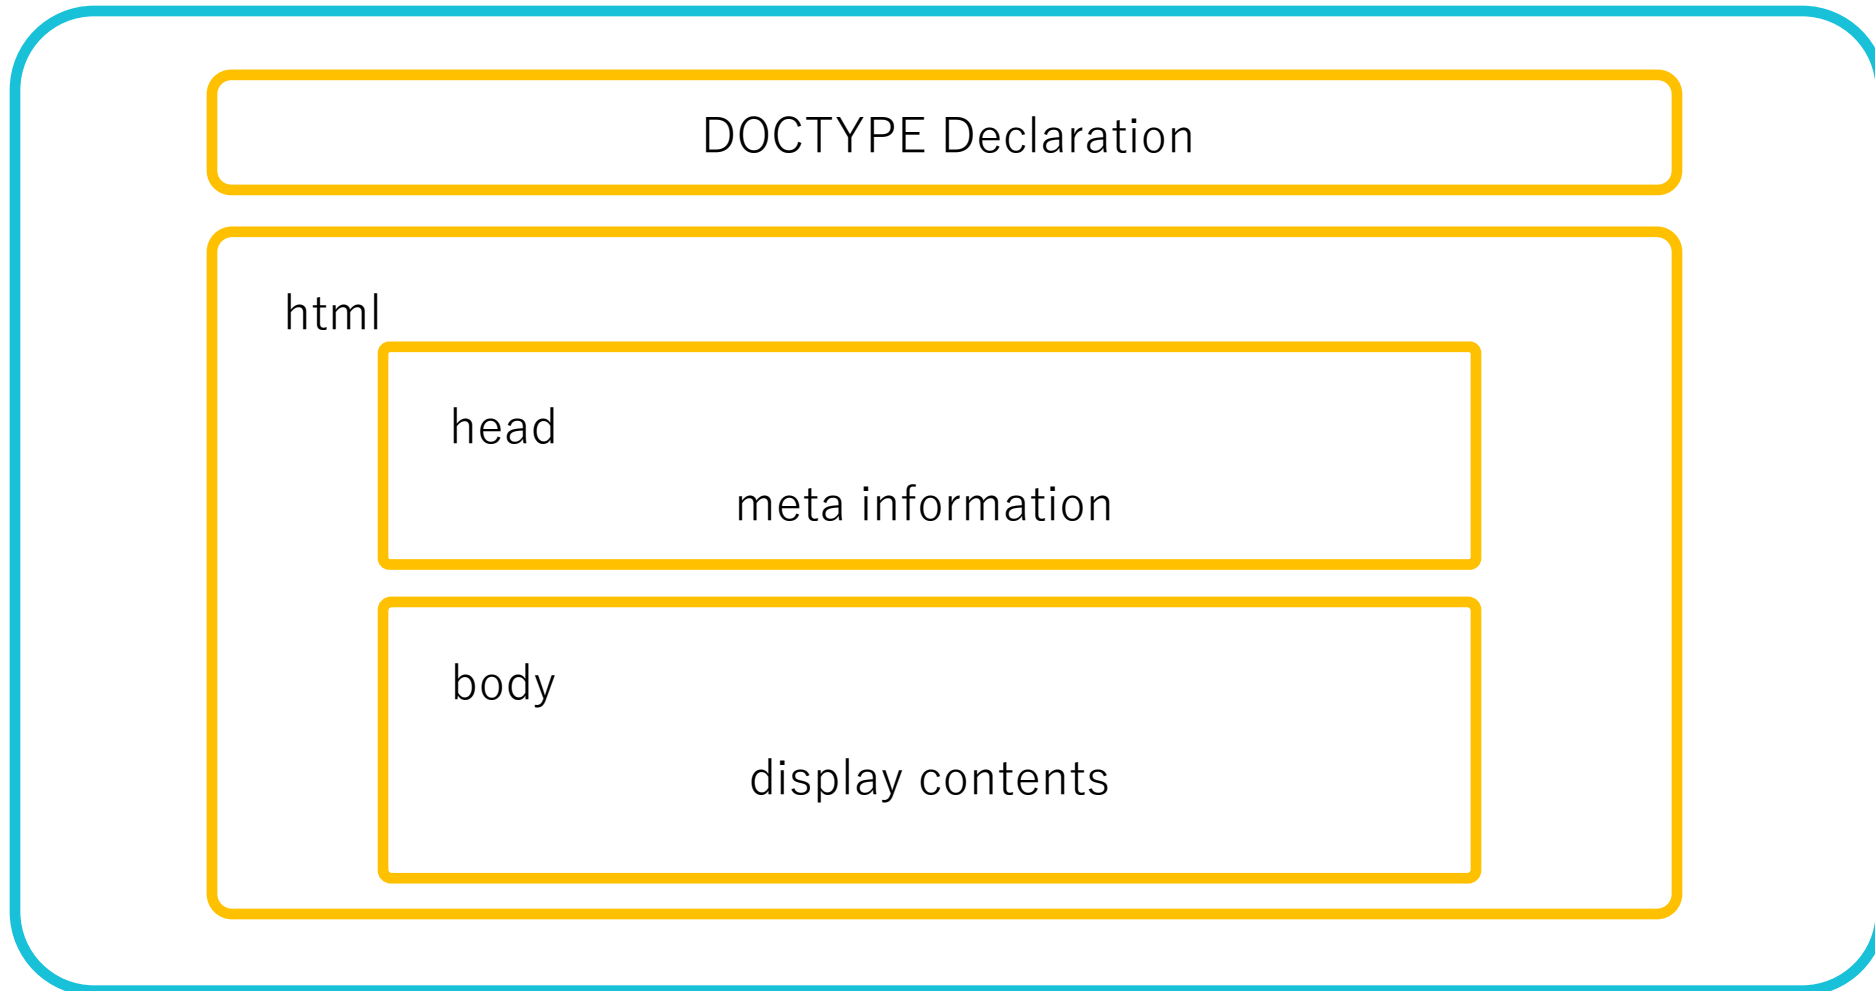 DOCTYPE Declaration
html
head
meta information
body
display contents